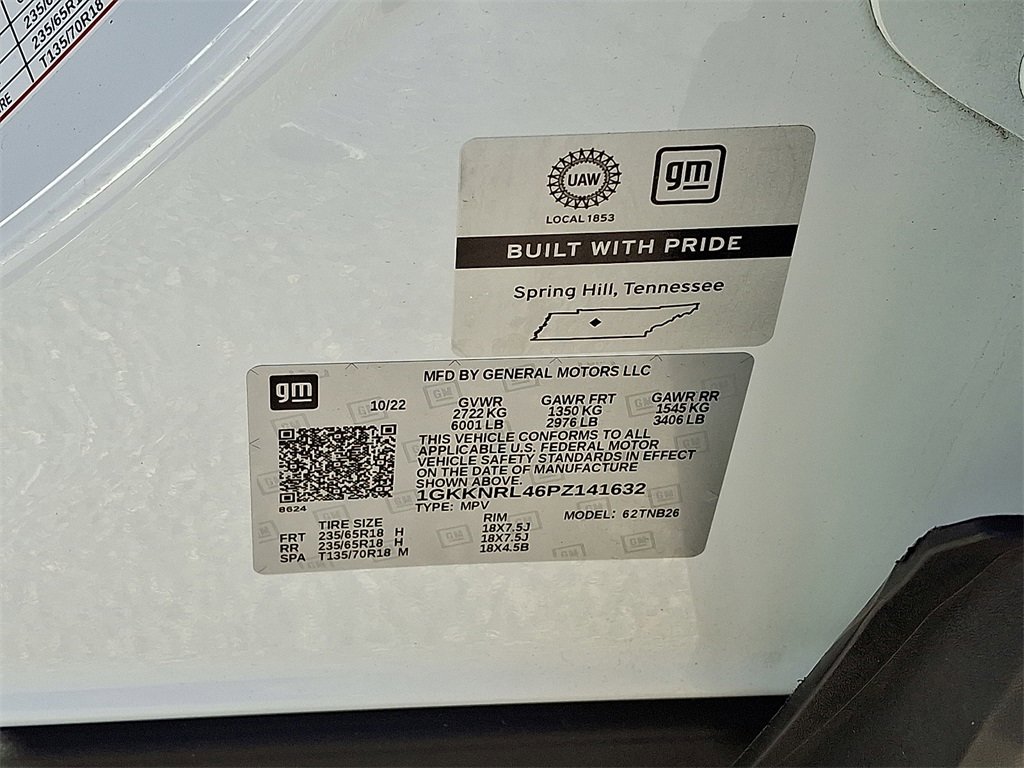 235/65R18
T135/70R18
UAW
gm
LOCAL 1853
BUILT WITH PRIDE
Spring Hill, Tennessee
gm
MFD BY GENERAL MOTORS LLC
10/22 GVWR GAWR FRT GAWR RR
2722 KG 1350 KG 1545 KG
6001 LB 2976 LB 3406 LB
THIS VEHICLE CONFORMS TO ALL
APPLICABLE U.S. FEDERAL MOTOR
VEHICLE SAFETY STANDARDS IN EFFECT
ON THE DATE OF MANUFACTURE
SHOWN ABOVE.
1GKKNRL46PZ141632
8624 TYPE: MPV MODEL: 62TNB26
TIRE SIZE RIM
FRT 235/65R18 H 18X7.5J
RR 235/65R18 H 18X7.5J
SPA T135/70R18 M 18X4.5B